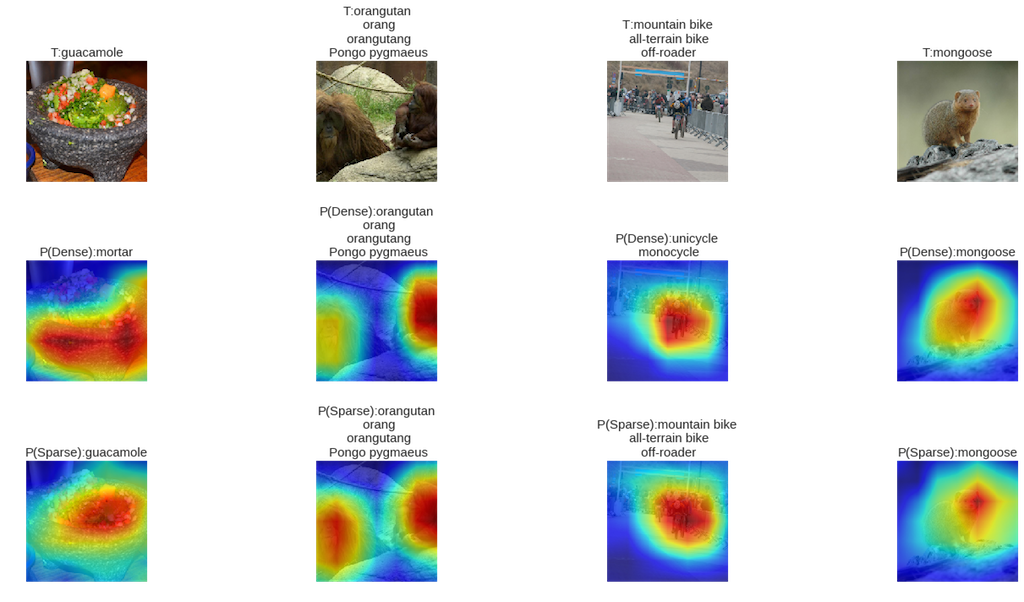 T:guacamole
T:orangutan
orang
orangutang
Pongo pygmaeus
T:mountain bike
all-terrain bike
off-roader
T:mongoose
P(Dense):mortar
P(Dense):orangutan
orang
orangutang
Pongo pygmaeus
P(Dense):unicycle
monocycle
P(Dense):mongoose
P(Sparse):guacamole
P(Sparse):orangutan
orang
orangutang
Pongo pygmaeus
P(Sparse):mountain bike
all-terrain bike
off-roader
P(Sparse):mongoose